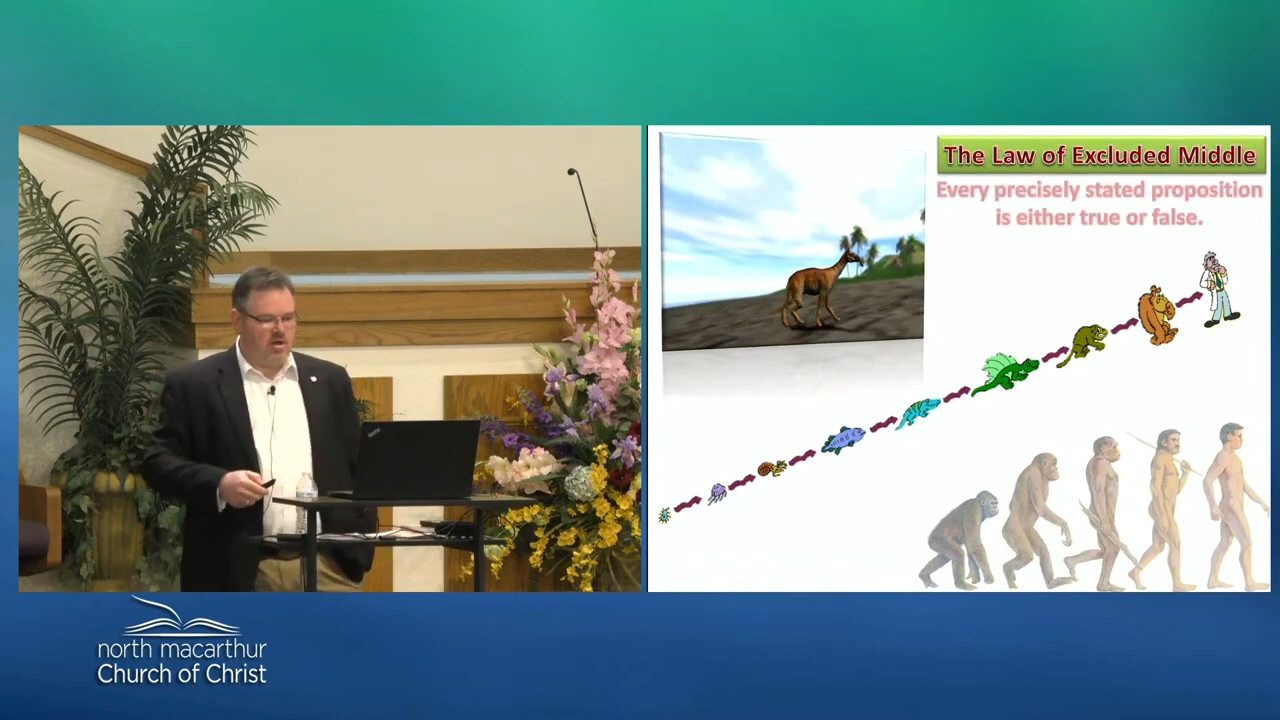 The Law of Excluded Middle
Every precisely stated proposition
is either true or false.
north macarthur
Church of Christ